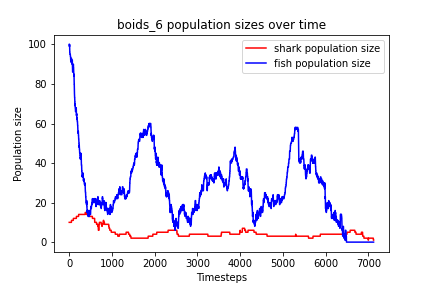 boids_6 population sizes over time
shark population size
fish population size
Population size
100
80
60
40
20
0
0 1000 2000 3000 4000 5000 6000 7000
Timesteps